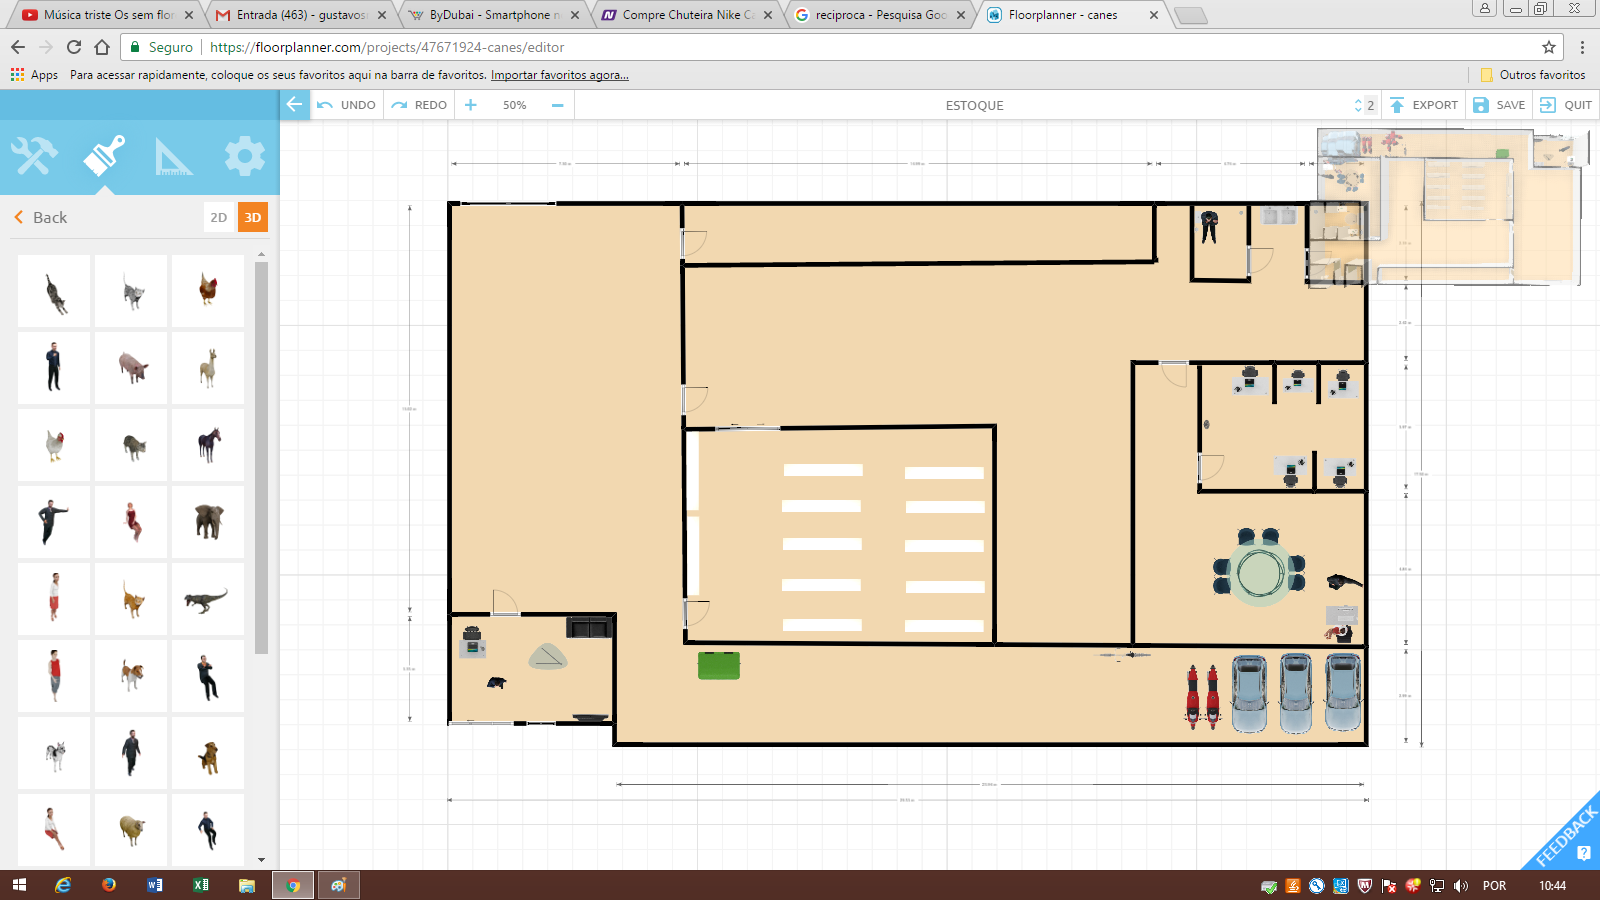 Música triste Os sem flor
Entrada (463) - gustavos
ByDubai - Smartphone n
Compre Chuteira Nike C
reciproca - Pesquisa Goo
Floorplanner - canes
Seguro
https://floorplanner.com/projects/47671924-canes/editor
Apps
Para acessar rapidamente, coloque os seus favoritos aqui na barra de favoritos. Importar favoritos agora...
Outros favoritos
UNDO
REDO
50%
ESTOQUE
2
EXPORT
SAVE
QUIT
Back
2D
3D
FEEDBACK
POR
10:44